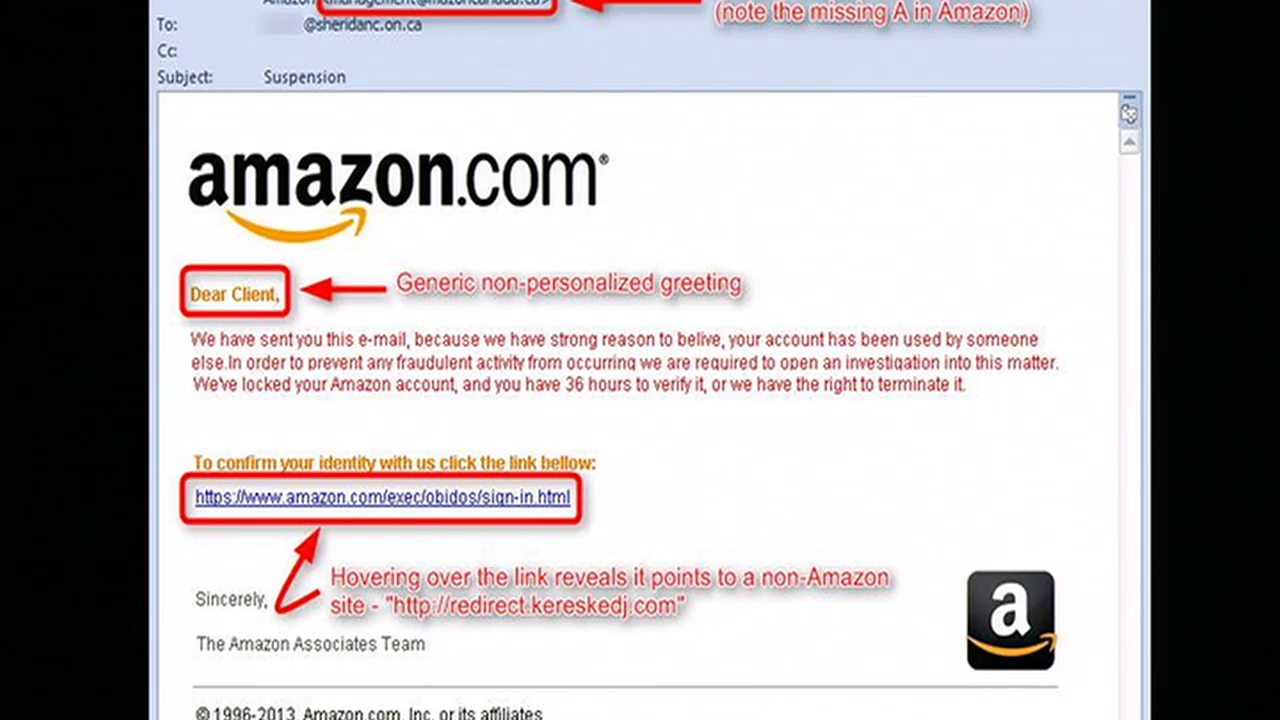 Amazon <management@mazoncanada.ca>
(note the missing A in Amazon)
To: @sheridanc.on.ca
Cc:
Subject: Suspension
amazon.com®
Dear Client,
Generic non-personalized greeting
We have sent you this e-mail, because we have strong reason to belive, your account has been used by someone
else.In order to prevent any fraudulent activity from occurring we are required to open an investigation into this matter.
We've locked your Amazon account, and you have 36 hours to verify it, or we have the right to terminate it.
To confirm your identity with us click the link bellow:
https://www.amazon.com/exec/obidos/sign-in.html
Hovering over the link reveals it points to a non-Amazon
site - "http://redirect.kereskedj.com"
Sincerely,
The Amazon Associates Team
a
© 1996-2013, Amazon.com, Inc. or its affiliates